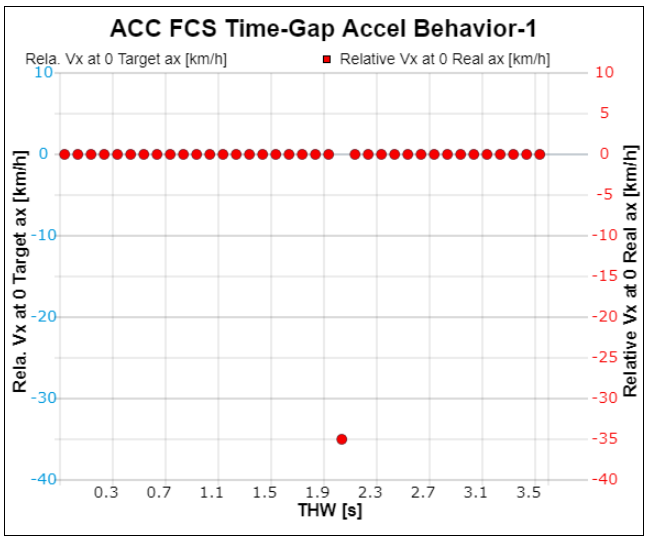 ACC FCS Time-Gap Accel Behavior-1
Rela. Vx at 0 Target ax [km/h] Relative Vx at 0 Real ax [km/h]
10 10
5
0 0
-5
-10 -10
-15
-20 -20
-25
-30 -30
-35
-40 -40
Rela. Vx at 0 Target ax [km/h]
Relative Vx at 0 Real ax [km/h]
0.3 0.7 1.1 1.5 1.9 2.3 2.7 3.1 3.5
THW [s]